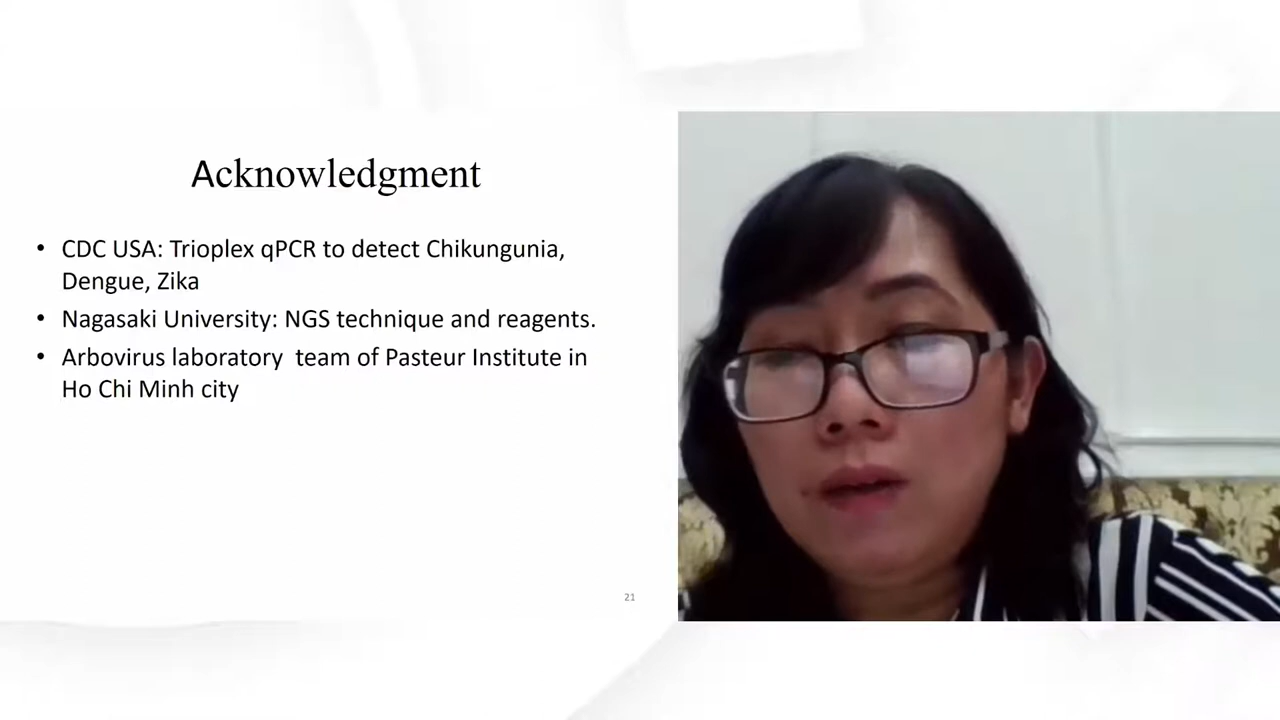 Acknowledgment
• CDC USA: Trioplex qPCR to detect Chikungunia,
Dengue, Zika
• Nagasaki University: NGS technique and reagents.
• Arbovirus laboratory  team of Pasteur Institute in
Ho Chi Minh city
21